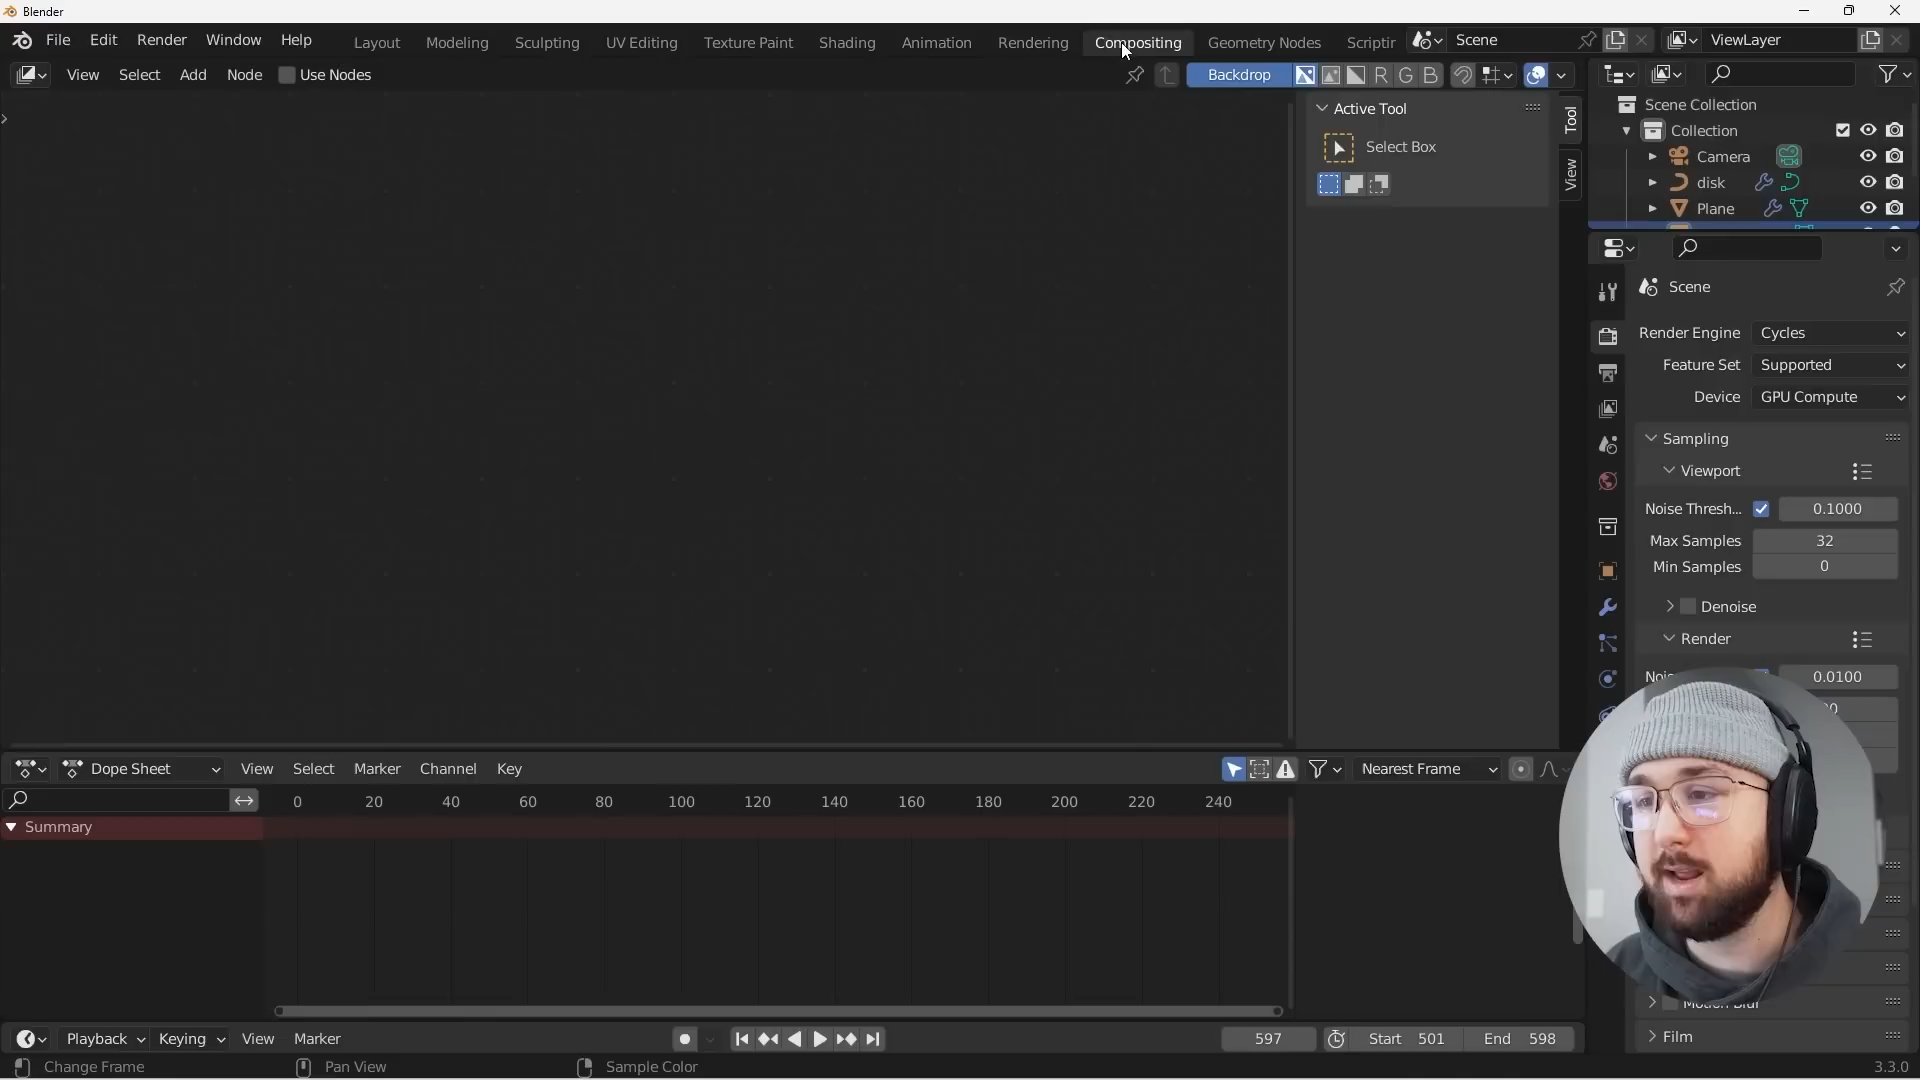 Blender
File Edit Render Window Help Layout Modeling Sculpting UV Editing Texture Paint Shading Animation Rendering Compositing Geometry Nodes Scriptin Scene ViewLayer
View Select Add Node Use Nodes Backdrop R G B
Active Tool
Select Box
Tool
View
Scene Collection
Collection
Camera
disk
Plane
Scene
Render Engine Cycles
Feature Set Supported
Device GPU Compute
Sampling
Viewport
Noise Thresh... 0.1000
Max Samples 32
Min Samples 0
Denoise
Render
0.0100
Motion Blur
Film
Dope Sheet View Select Marker Channel Key Nearest Frame
0 20 40 60 80 100 120 140 160 180 200 220 240
Summary
Playback Keying View Marker 597 Start 501 End 598
Change Frame Pan View Sample Color 3.3.0